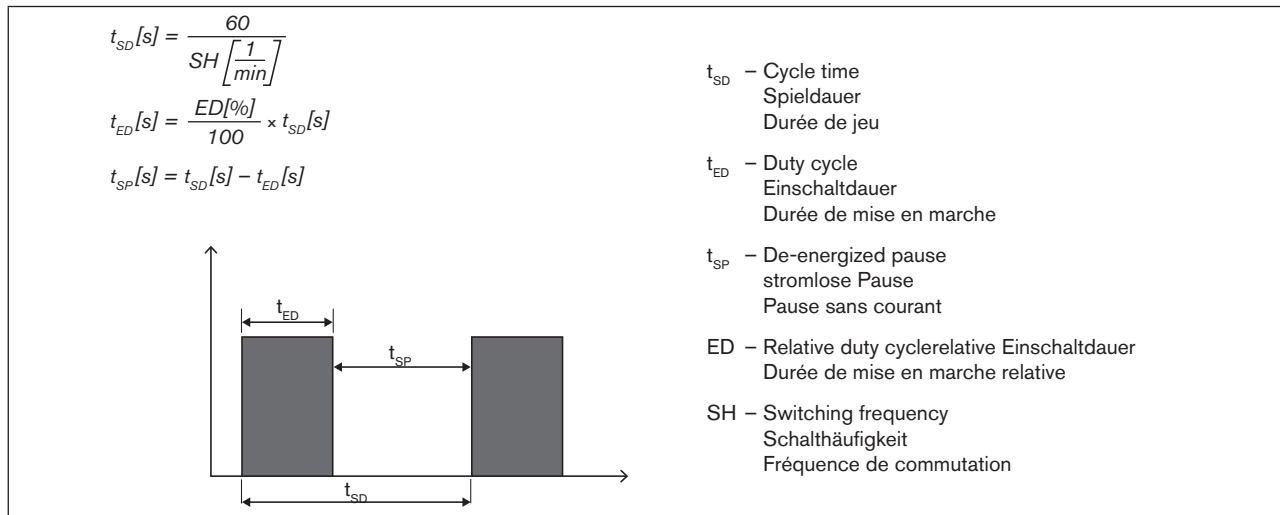 t_SD[s] = 60 / SH [1/min]
t_ED[s] = ED[%] / 100 × t_SD[s]
t_SP[s] = t_SD[s] – t_ED[s]
t_ED
t_SP
t_SD
t_SD – Cycle time
Spieldauer
Durée de jeu
t_ED – Duty cycle
Einschaltdauer
Durée de mise en marche
t_SP – De-energized pause
stromlose Pause
Pause sans courant
ED – Relative duty cyclerelative Einschaltdauer
Durée de mise en marche relative
SH – Switching frequency
Schalthäufigkeit
Fréquence de commutation